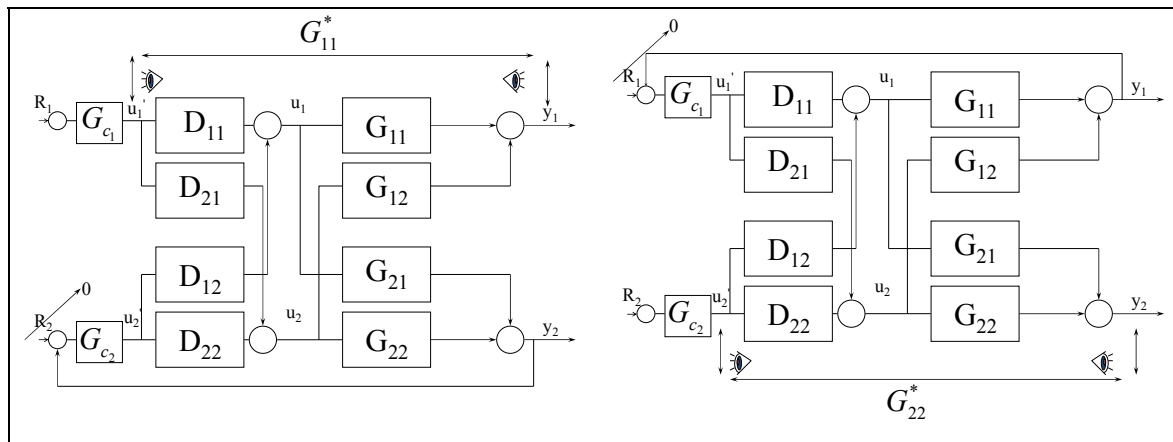 G*11
R1
Gc1
u1'
D11
u1
G11
y1
D21
G12
D12
G21
0
R2
Gc2
u2'
D22
u2
G22
y2
0
R1
Gc1
u1'
D11
u1
G11
y1
D21
G12
D12
G21
R2
Gc2
u2'
D22
u2
G22
y2
G*22